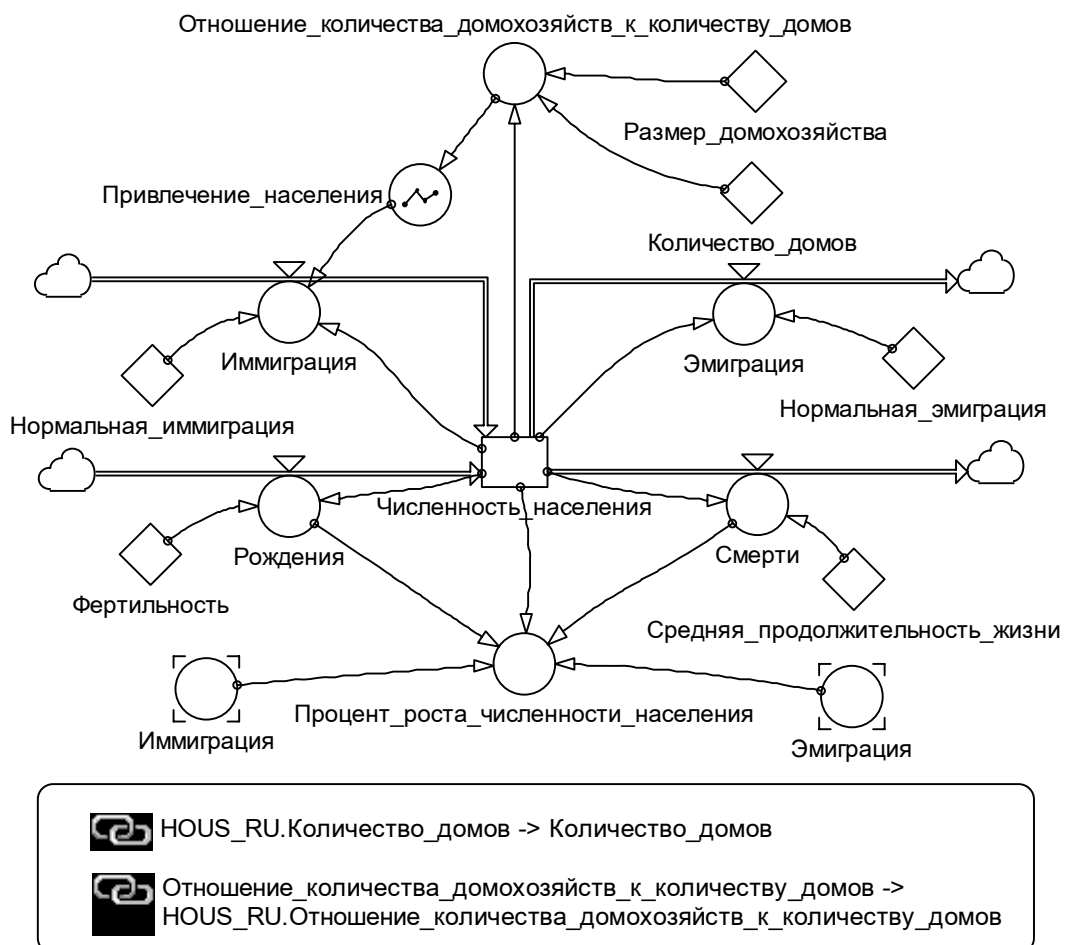 Отношение_количества_домохозяйств_к_количеству_домов
Размер_домохозяйства
Привлечение_населения
Количество_домов
Иммиграция
Эмиграция
Нормальная_иммиграция
Нормальная_эмиграция
Численность_населения
Рождения
Смерти
Фертильность
Средняя_продолжительность_жизни
Процент_роста_численности_населения
Иммиграция
Эмиграция
HOUS_RU.Количество_домов -> Количество_домов
Отношение_количества_домохозяйств_к_количеству_домов ->
HOUS_RU.Отношение_количества_домохозяйств_к_количеству_домов